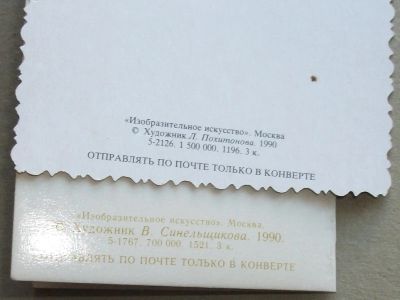 «Изобразительное искусство». Москва
© Художник Л. Похитонова. 1990
5-2126. 1 500 000. 1196. 3 к.
ОТПРАВЛЯТЬ ПО ПОЧТЕ ТОЛЬКО В КОНВЕРТЕ
«Изобразительное искусство». Москва.
© Художник В. Синельщикова. 1990.
5-1767. 700 000. 1521. 3 к.
ОТПРАВЛЯТЬ ПО ПОЧТЕ ТОЛЬКО В КОНВЕРТЕ